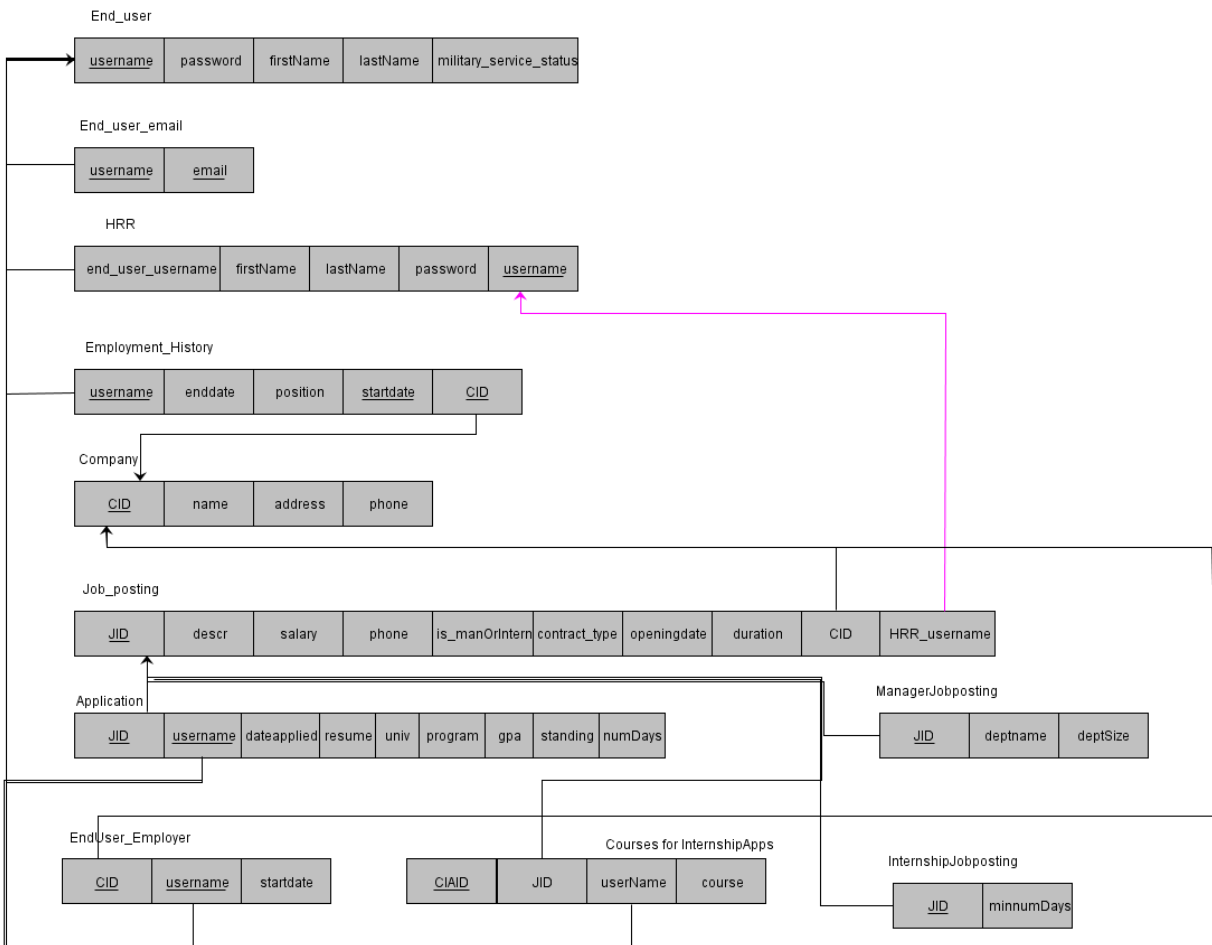 End_user
username password firstName lastName military_service_status
End_user_email
username email
HRR
end_user_username firstName lastName password username
Employment_History
username enddate position startdate CID
Company
CID name address phone
Job_posting
JID descr salary phone is_manOrIntern contract_type openingdate duration CID HRR_username
Application
JID username dateapplied resume univ program gpa standing numDays
ManagerJobposting
JID deptname deptSize
EndUser_Employer
CID username startdate
Courses for InternshipApps
CIAID JID userName course
InternshipJobposting
JID minnumDays